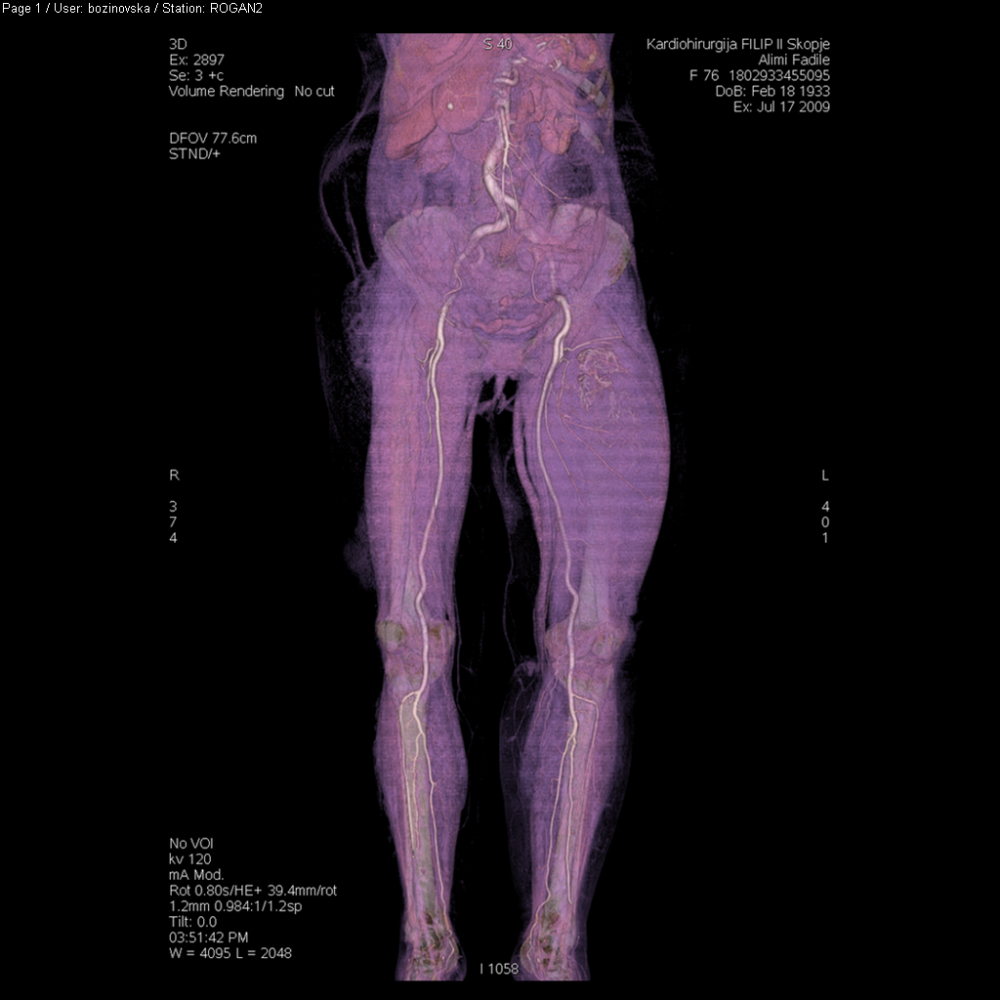 Page 1 / User: bozinovska / Station: ROGAN2
3D
Ex: 2897
Se: 3 +c
Volume Rendering No cut
DFOV 77.6cm
STND/+
S 40
Kardiohirurgija FILIP II Skopje
Alimi Fadile
F 76 1802933455095
DoB: Feb 18 1933
Ex: Jul 17 2009
R
3
7
4
L
4
0
1
No VOI
kv 120
mA Mod.
Rot 0.80s/HE+ 39.4mm/rot
1.2mm 0.984:1/1.2sp
Tilt: 0.0
03:51:42 PM
W = 4095 L = 2048
I 1058